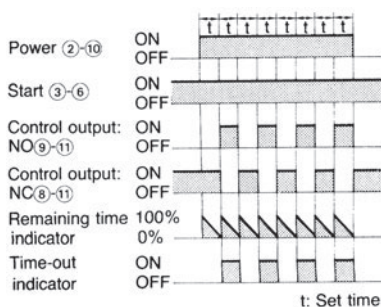 t t t t t t t t
Power ②-⑩ ON
OFF
Start ③-⑥ ON
OFF
Control output: ON
NO⑨-⑪ OFF
Control output: ON
NC⑧-⑪ OFF
Remaining time 100%
indicator 0%
Time-out ON
indicator OFF
t: Set time